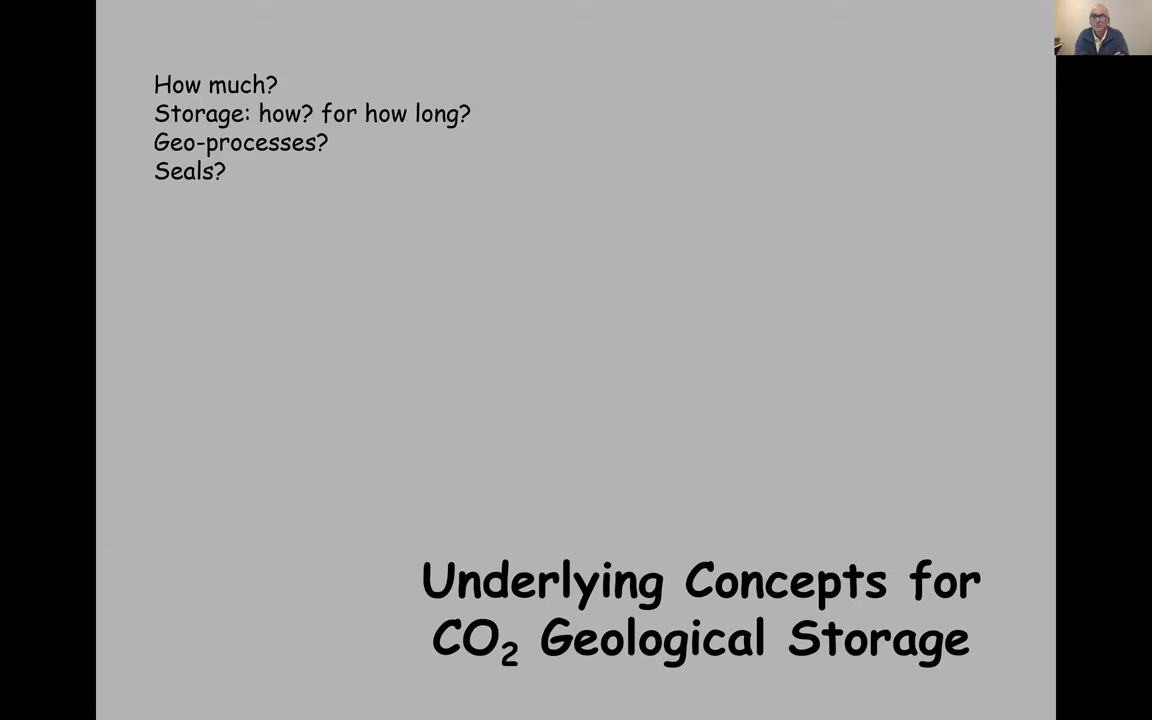 How much?
Storage: how? for how long?
Geo-processes?
Seals?
Underlying Concepts for
CO₂ Geological Storage